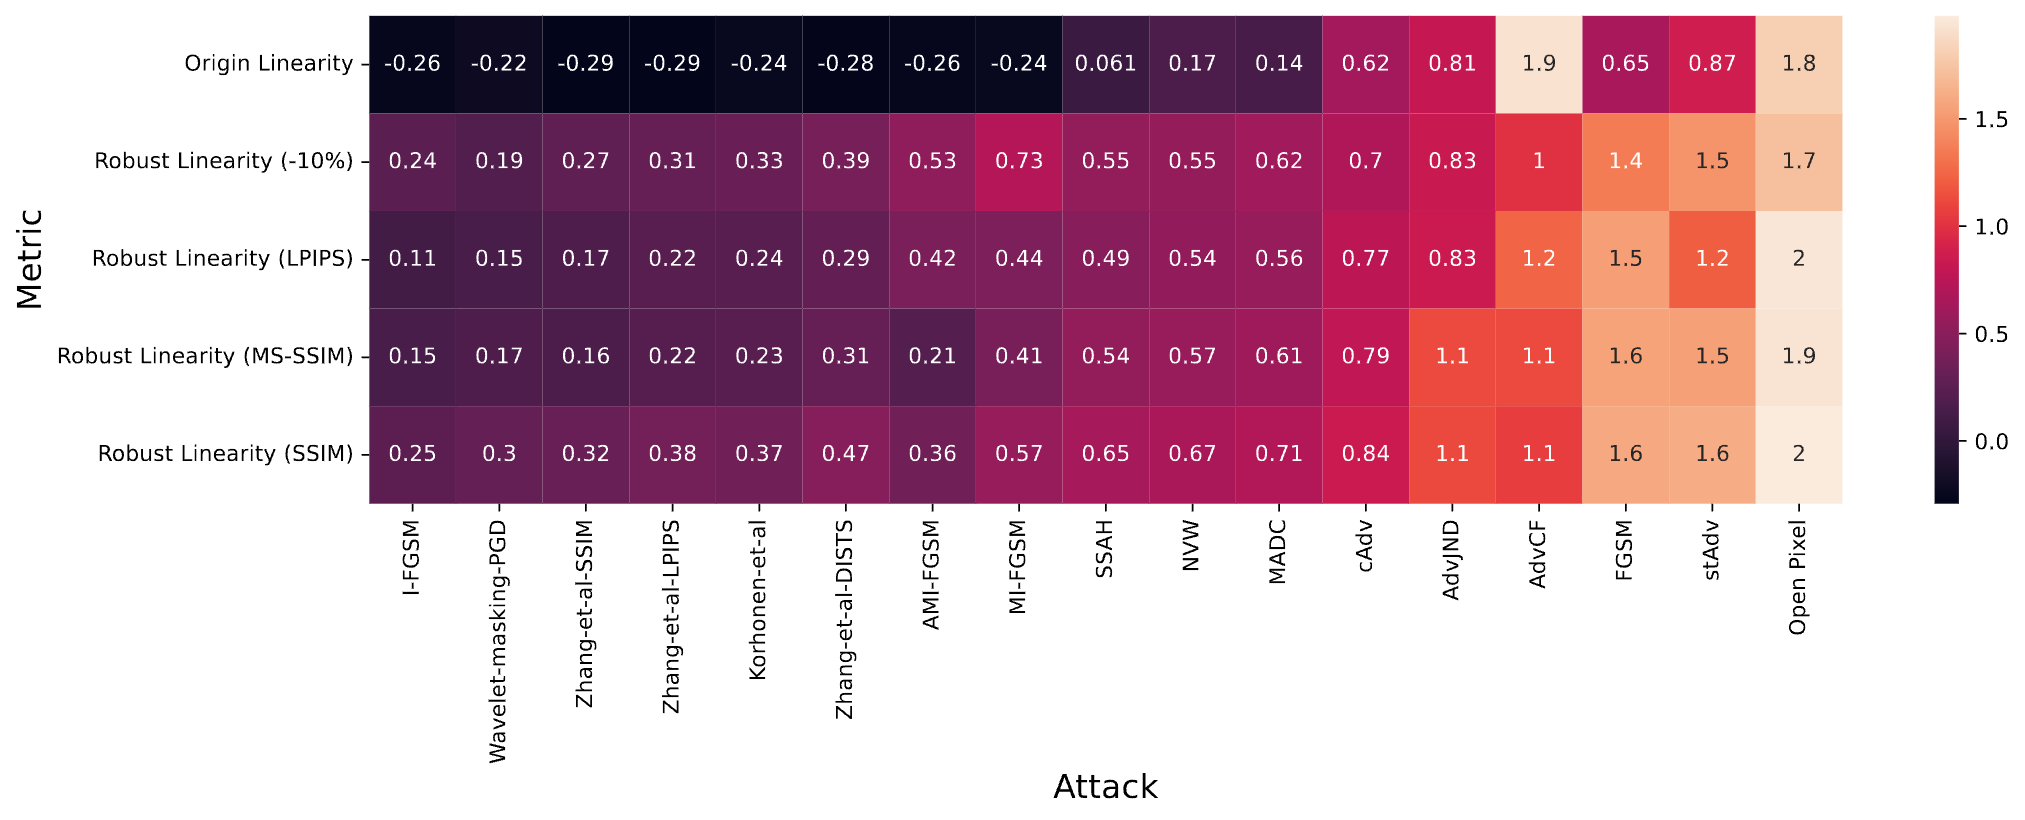 Origin Linearity -0.26 -0.22 -0.29 -0.29 -0.24 -0.28 -0.26 -0.24 0.061 0.17 0.14 0.62 0.81 1.9 0.65 0.87 1.8
Robust Linearity (-10%) 0.24 0.19 0.27 0.31 0.33 0.39 0.53 0.73 0.55 0.55 0.62 0.7 0.83 1 1.4 1.5 1.7
Robust Linearity (LPIPS) 0.11 0.15 0.17 0.22 0.24 0.29 0.42 0.44 0.49 0.54 0.56 0.77 0.83 1.2 1.5 1.2 2
Robust Linearity (MS-SSIM) 0.15 0.17 0.16 0.22 0.23 0.31 0.21 0.41 0.54 0.57 0.61 0.79 1.1 1.1 1.6 1.5 1.9
Robust Linearity (SSIM) 0.25 0.3 0.32 0.38 0.37 0.47 0.36 0.57 0.65 0.67 0.71 0.84 1.1 1.1 1.6 1.6 2
Metric
I-FGSM
Wavelet-masking-PGD
Zhang-et-al-SSIM
Zhang-et-al-LPIPS
Korhonen-et-al
Zhang-et-al-DISTS
AMI-FGSM
MI-FGSM
SSAH
NVW
MADC
cAdv
AdvJND
AdvCF
FGSM
stAdv
Open Pixel
Attack
1.5
1.0
0.5
0.0